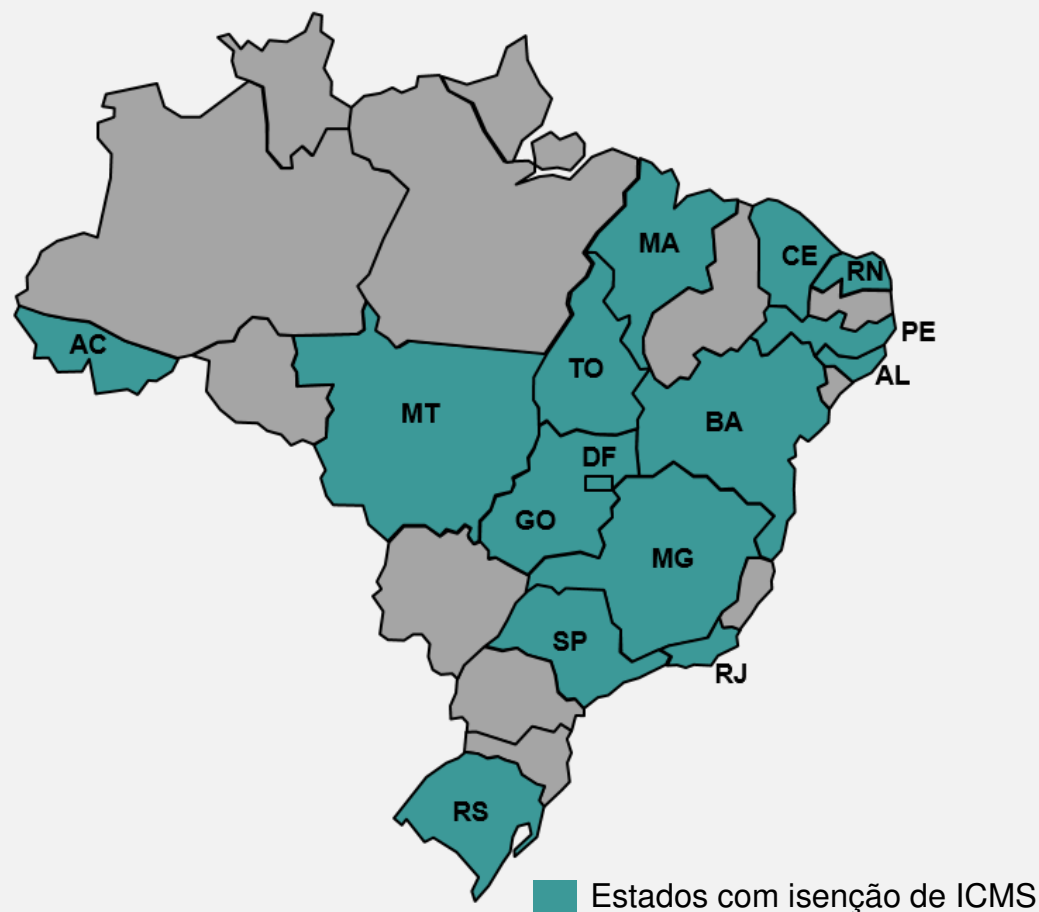 MA
CE
RN
PE
AC
TO
AL
MT
BA
DF
GO
MG
SP
RJ
RS
Estados com isenção de ICMS